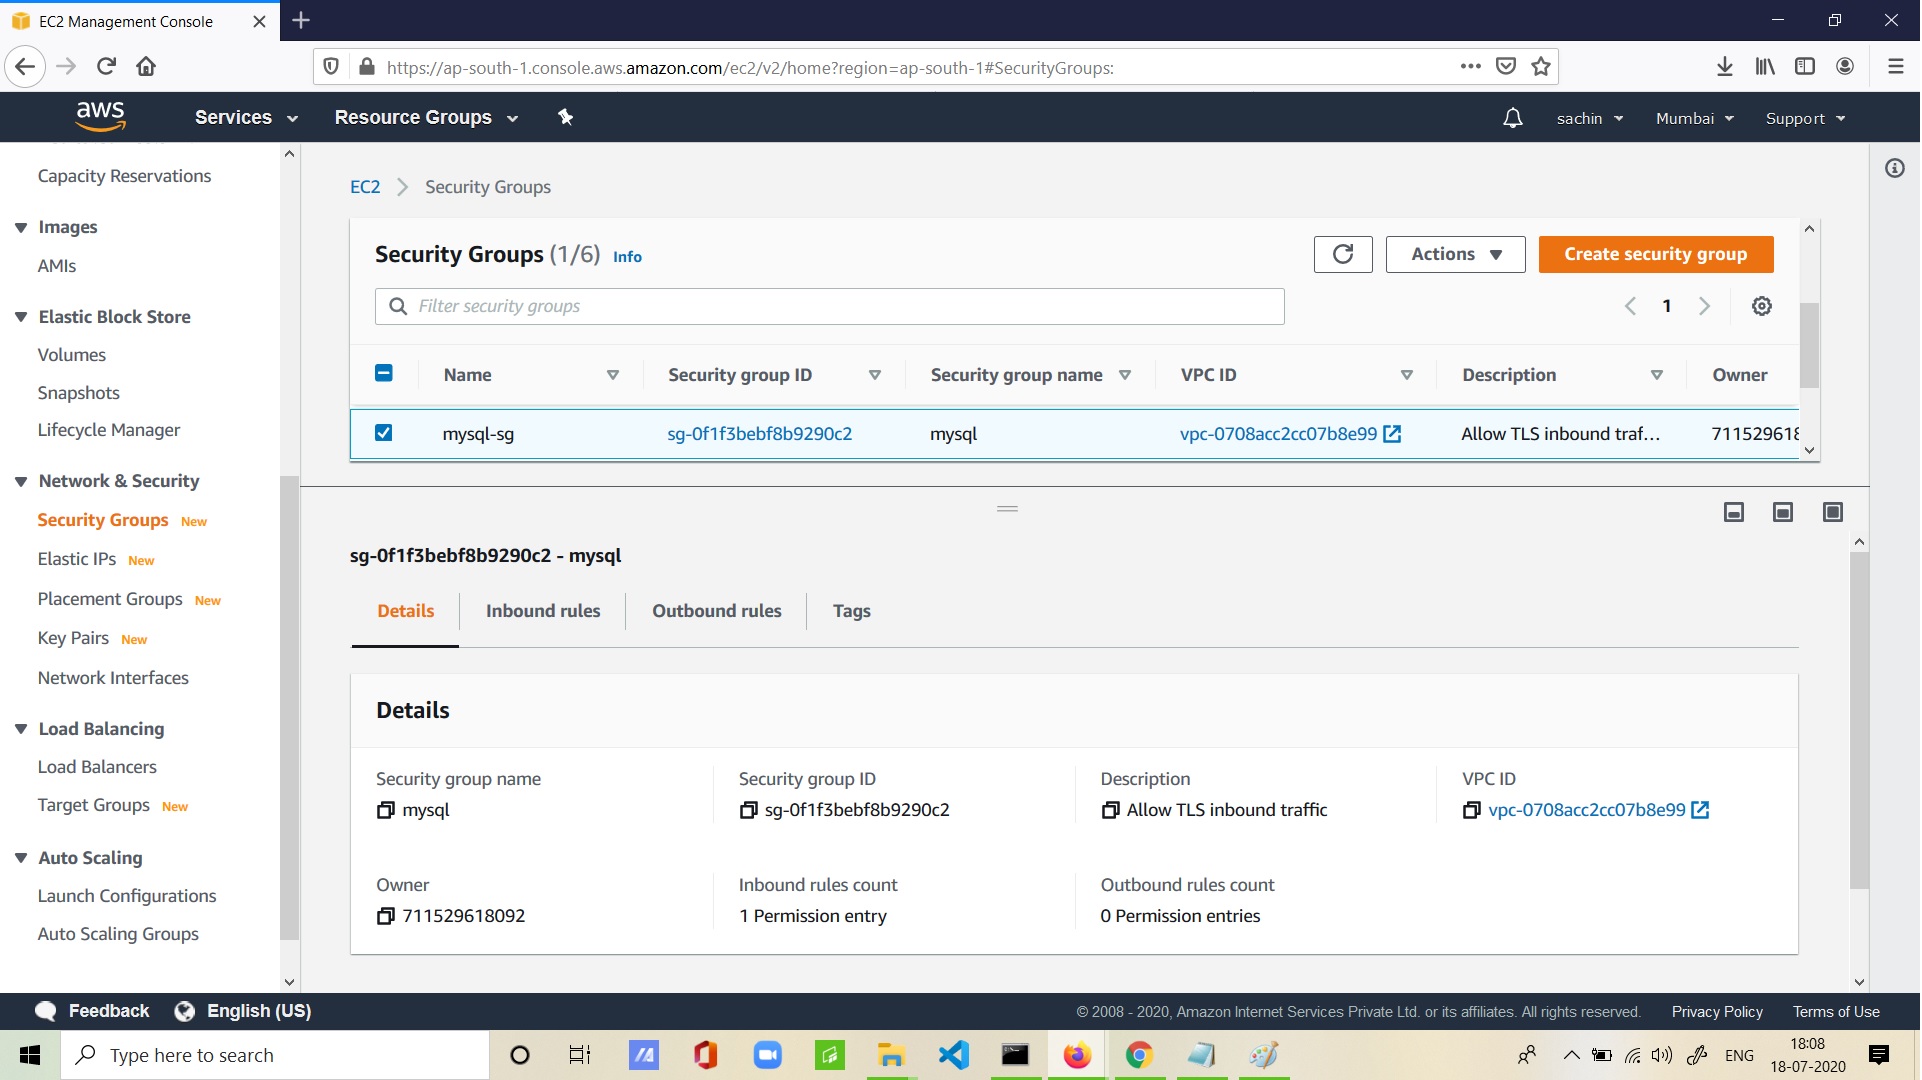 EC2 Management Console
https://ap-south-1.console.aws.amazon.com/ec2/v2/home?region=ap-south-1#SecurityGroups:
aws Services Resource Groups sachin Mumbai Support
Capacity Reservations
Images
AMIs
Elastic Block Store
Volumes
Snapshots
Lifecycle Manager
Network & Security
Security Groups New
Elastic IPs New
Placement Groups New
Key Pairs New
Network Interfaces
Load Balancing
Load Balancers
Target Groups New
Auto Scaling
Launch Configurations
Auto Scaling Groups
EC2 Security Groups
Security Groups (1/6) Info Actions Create security group
Filter security groups 1
Name Security group ID Security group name VPC ID Description Owner
mysql-sg sg-0f1f3bebf8b9290c2 mysql vpc-0708acc2cc07b8e99 Allow TLS inbound traf... 711529618
sg-0f1f3bebf8b9290c2 - mysql
Details Inbound rules Outbound rules Tags
Details
Security group name Security group ID Description VPC ID
mysql sg-0f1f3bebf8b9290c2 Allow TLS inbound traffic vpc-0708acc2cc07b8e99
Owner Inbound rules count Outbound rules count
711529618092 1 Permission entry 0 Permission entries
Feedback English (US) © 2008 - 2020, Amazon Internet Services Private Ltd. or its affiliates. All rights reserved. Privacy Policy Terms of Use
Type here to search ENG 18:08
18-07-2020